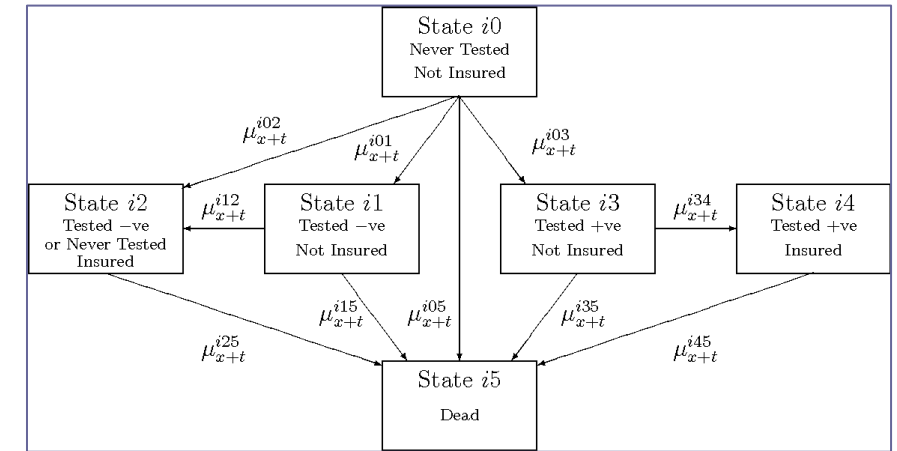 State i0
Never Tested
Not Insured
μ^{i02}_{x+t}
μ^{i01}_{x+t}
μ^{i03}_{x+t}
State i2
Tested −ve
or Never Tested
Insured
μ^{i12}_{x+t}
State i1
Tested −ve
Not Insured
State i3
Tested +ve
Not Insured
μ^{i34}_{x+t}
State i4
Tested +ve
Insured
μ^{i25}_{x+t}
μ^{i15}_{x+t}
μ^{i05}_{x+t}
μ^{i35}_{x+t}
μ^{i45}_{x+t}
State i5
Dead